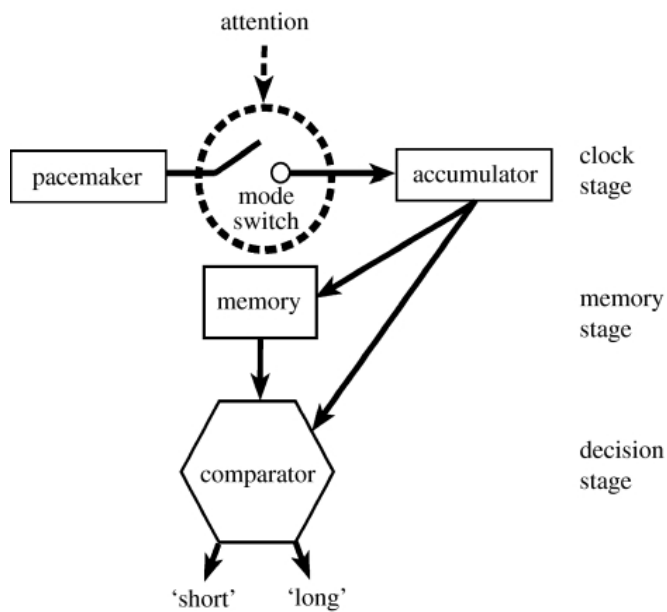 attention
pacemaker
mode
switch
accumulator
clock
stage
memory
memory
stage
comparator
decision
stage
‘short’
‘long’